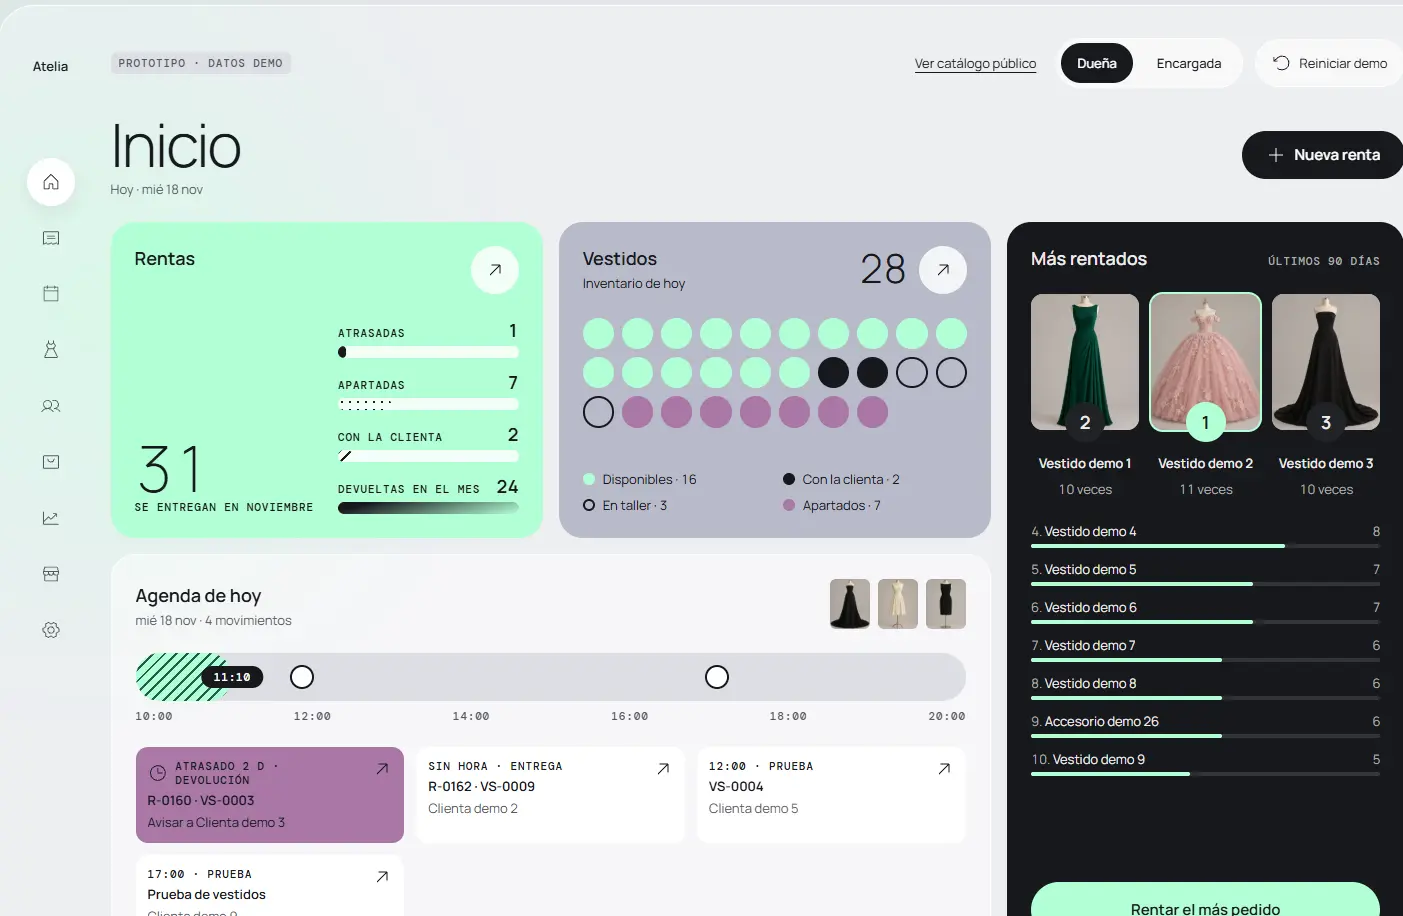 Atelia
PROTOTIPO · DATOS DEMO
Ver catálogo público
Dueña
Encargada
Reiniciar demo
Inicio
Hoy · mié 18 nov
Nueva renta
Rentas
ATRASADAS 1
APARTADAS 7
CON LA CLIENTA 2
DEVUELTAS EN EL MES 24
31
SE ENTREGAN EN NOVIEMBRE
Vestidos
Inventario de hoy
28
Disponibles · 16
Con la clienta · 2
En taller · 3
Apartados · 7
Más rentados
ÚLTIMOS 90 DÍAS
2
1
3
Vestido demo 1
Vestido demo 2
Vestido demo 3
10 veces
11 veces
10 veces
4. Vestido demo 4 8
5. Vestido demo 5 7
6. Vestido demo 6 7
7. Vestido demo 7 6
8. Vestido demo 8 6
9. Accesorio demo 26 6
10. Vestido demo 9 5
Rentar el más pedido
Agenda de hoy
mié 18 nov · 4 movimientos
11:10
10:00 12:00 14:00 16:00 18:00 20:00
ATRASADO 2 D ·
DEVOLUCIÓN
R-0160 · VS-0003
Avisar a Clienta demo 3
SIN HORA · ENTREGA
R-0162 · VS-0009
Clienta demo 2
12:00 · PRUEBA
VS-0004
Clienta demo 5
17:00 · PRUEBA
Prueba de vestidos
Clienta demo 9